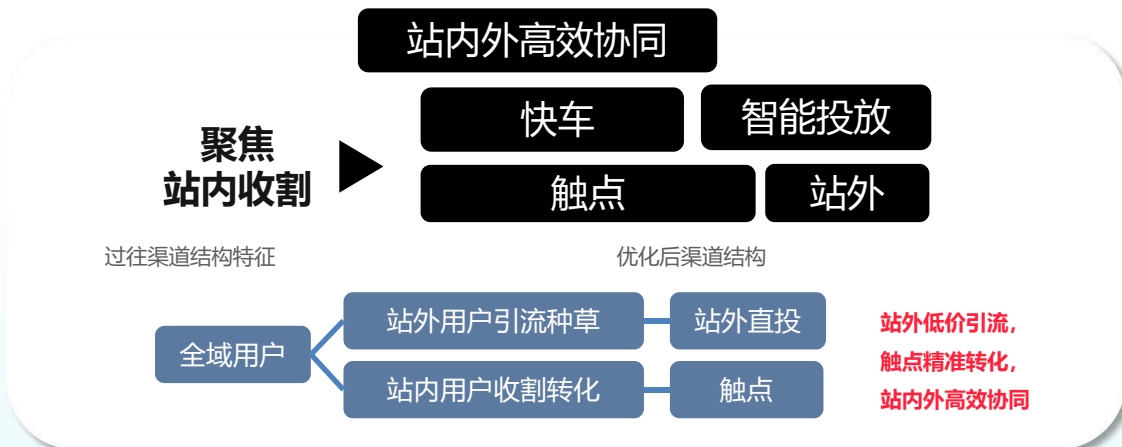 站内外高效协同
聚焦
站内收割
快车
智能投放
触点
站外
过往渠道结构特征
优化后渠道结构
全域用户
站外用户引流种草
站外直投
站内用户收割转化
触点
站外低价引流，
触点精准转化，
站内外高效协同